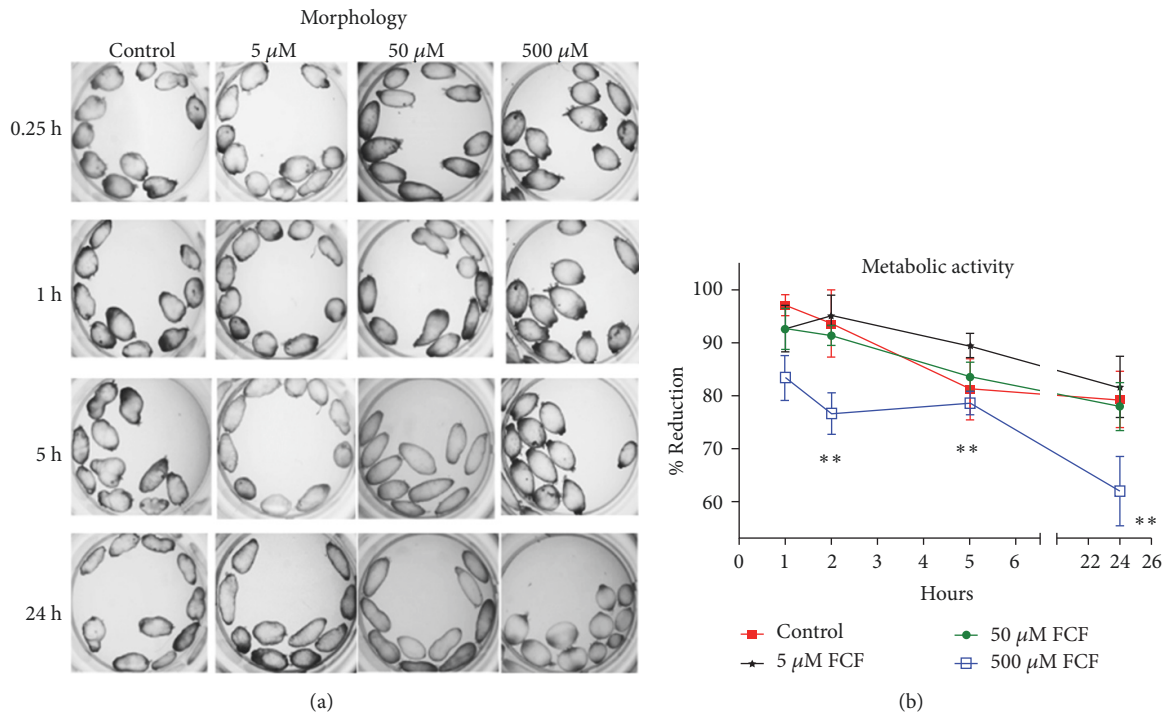 Morphology
Control 5 μM 50 μM 500 μM
0.25 h
1 h
5 h
24 h
(a)
Metabolic activity
% Reduction
100
90
80
70
60
**
**
**
0 1 2 3 4 5 6 22 24 26
Hours
Control
5 μM FCF
50 μM FCF
500 μM FCF
(b)